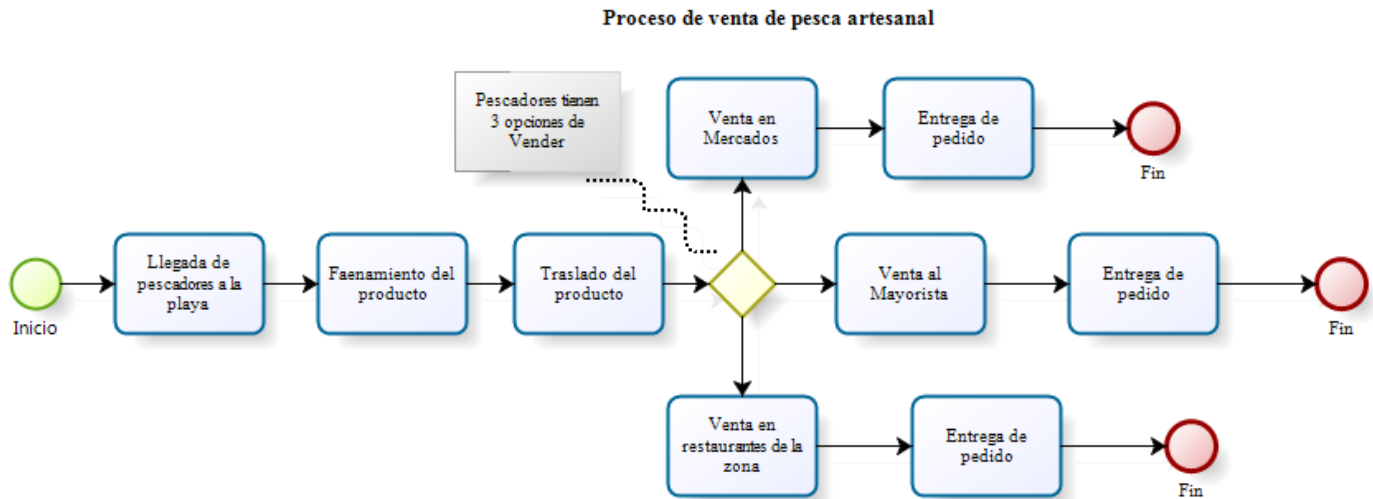 Proceso de venta de pesca artesanal
Pescadores tienen
3 opciones de
Vender
Venta en
Mercados
Entrega de
pedido
Fin
Inicio
Llegada de
pescadores a la
playa
Faenamiento del
producto
Traslado del
producto
Venta al
Mayorista
Entrega de
pedido
Fin
Venta en
restaurantes de la
zona
Entrega de
pedido
Fin